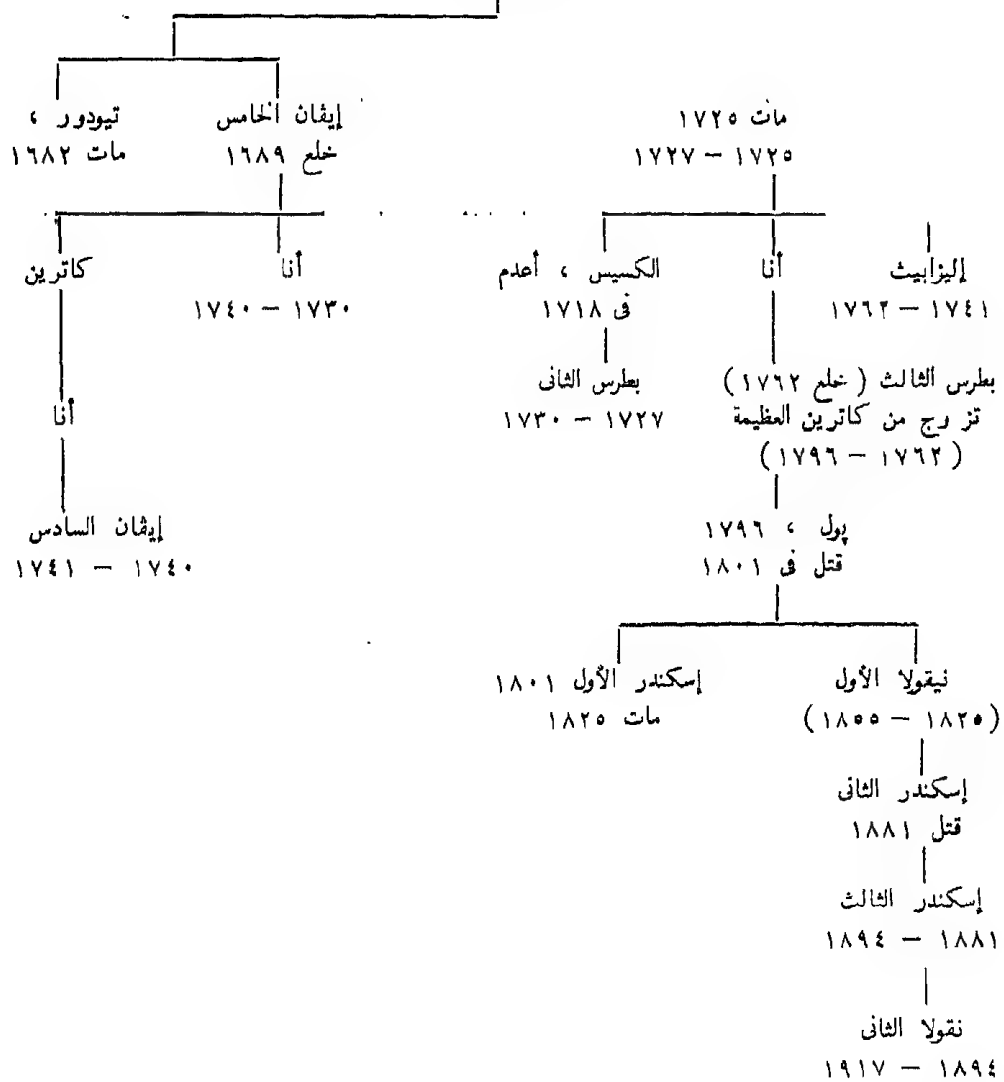 مات ١٧٢٥
١٧٢٥ – ١٧٢٧
إيڤان الخامس
خلع ١٦٨٩
تيودور ،
مات ١٦٨٢
إليزابيث
١٧٤١ – ١٧٦٢
أنا
الكسيس ، أعدم
فى ١٧١٨
أنا
١٧٣٠ – ١٧٤٠
كاترين
بطرس الثالث ( خلع ١٧٦٢ )
تزوج من كاترين العظيمة
( ١٧٦٢ – ١٧٩٦ )
بطرس الثانى
١٧٢٧ – ١٧٣٠
أنا
پول ، ١٧٩٦
قتل فى ١٨٠١
إيڤان السادس
١٧٤٠ – ١٧٤١
نيقولا الأول
( ١٨٢٥ – ١٨٥٥ )
إسكندر الأول ١٨٠١
مات ١٨٢٥
إسكندر الثانى
قتل ١٨٨١
إسكندر الثالث
١٨٨١ – ١٨٩٤
نقولا الثانى
١٨٩٤ – ١٩١٧